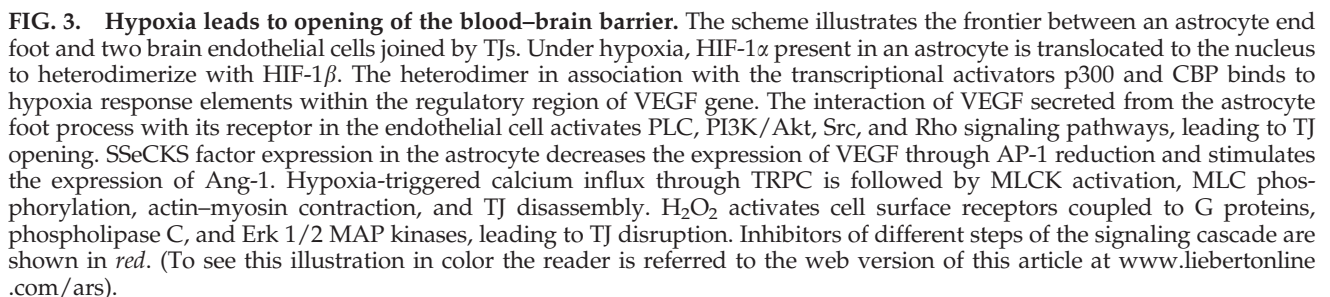 FIG. 3. Hypoxia leads to opening of the blood–brain barrier. The scheme illustrates the frontier between an astrocyte end
foot and two brain endothelial cells joined by TJs. Under hypoxia, HIF-1α present in an astrocyte is translocated to the nucleus
to heterodimerize with HIF-1β. The heterodimer in association with the transcriptional activators p300 and CBP binds to
hypoxia response elements within the regulatory region of VEGF gene. The interaction of VEGF secreted from the astrocyte
foot process with its receptor in the endothelial cell activates PLC, PI3K/Akt, Src, and Rho signaling pathways, leading to TJ
opening. SSeCKS factor expression in the astrocyte decreases the expression of VEGF through AP-1 reduction and stimulates
the expression of Ang-1. Hypoxia-triggered calcium influx through TRPC is followed by MLCK activation, MLC phos-
phorylation, actin–myosin contraction, and TJ disassembly. H₂O₂ activates cell surface receptors coupled to G proteins,
phospholipase C, and Erk 1/2 MAP kinases, leading to TJ disruption. Inhibitors of different steps of the signaling cascade are
shown in red. (To see this illustration in color the reader is referred to the web version of this article at www.liebertonline
.com/ars).